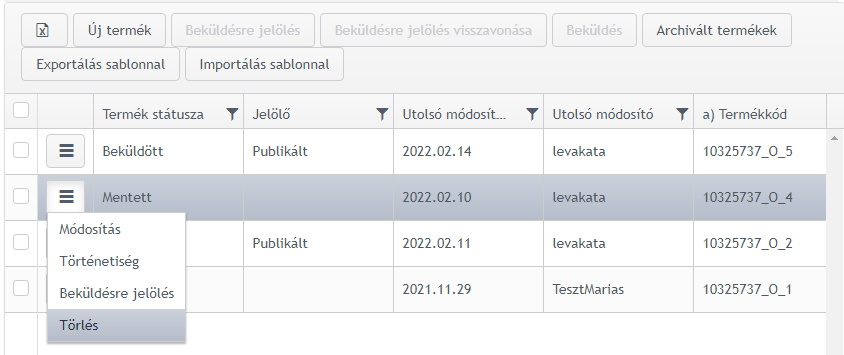 Új termék Beküldésre jelölés Beküldésre jelölés visszavonása Beküldés Archivált termékek
Exportálás sablonnal Importálás sablonnal
Termék státusza Jelölő Utolsó módosít... Utolsó módosító a) Termékkód
Beküldött Publikált 2022.02.14 levakata 10325737_O_5
Mentett 2022.02.10 levakata 10325737_O_4
Módosítás
Publikált 2022.02.11 levakata 10325737_O_2
Történetiség
Beküldésre jelölés
2021.11.29 TesztMarias 10325737_O_1
Törlés